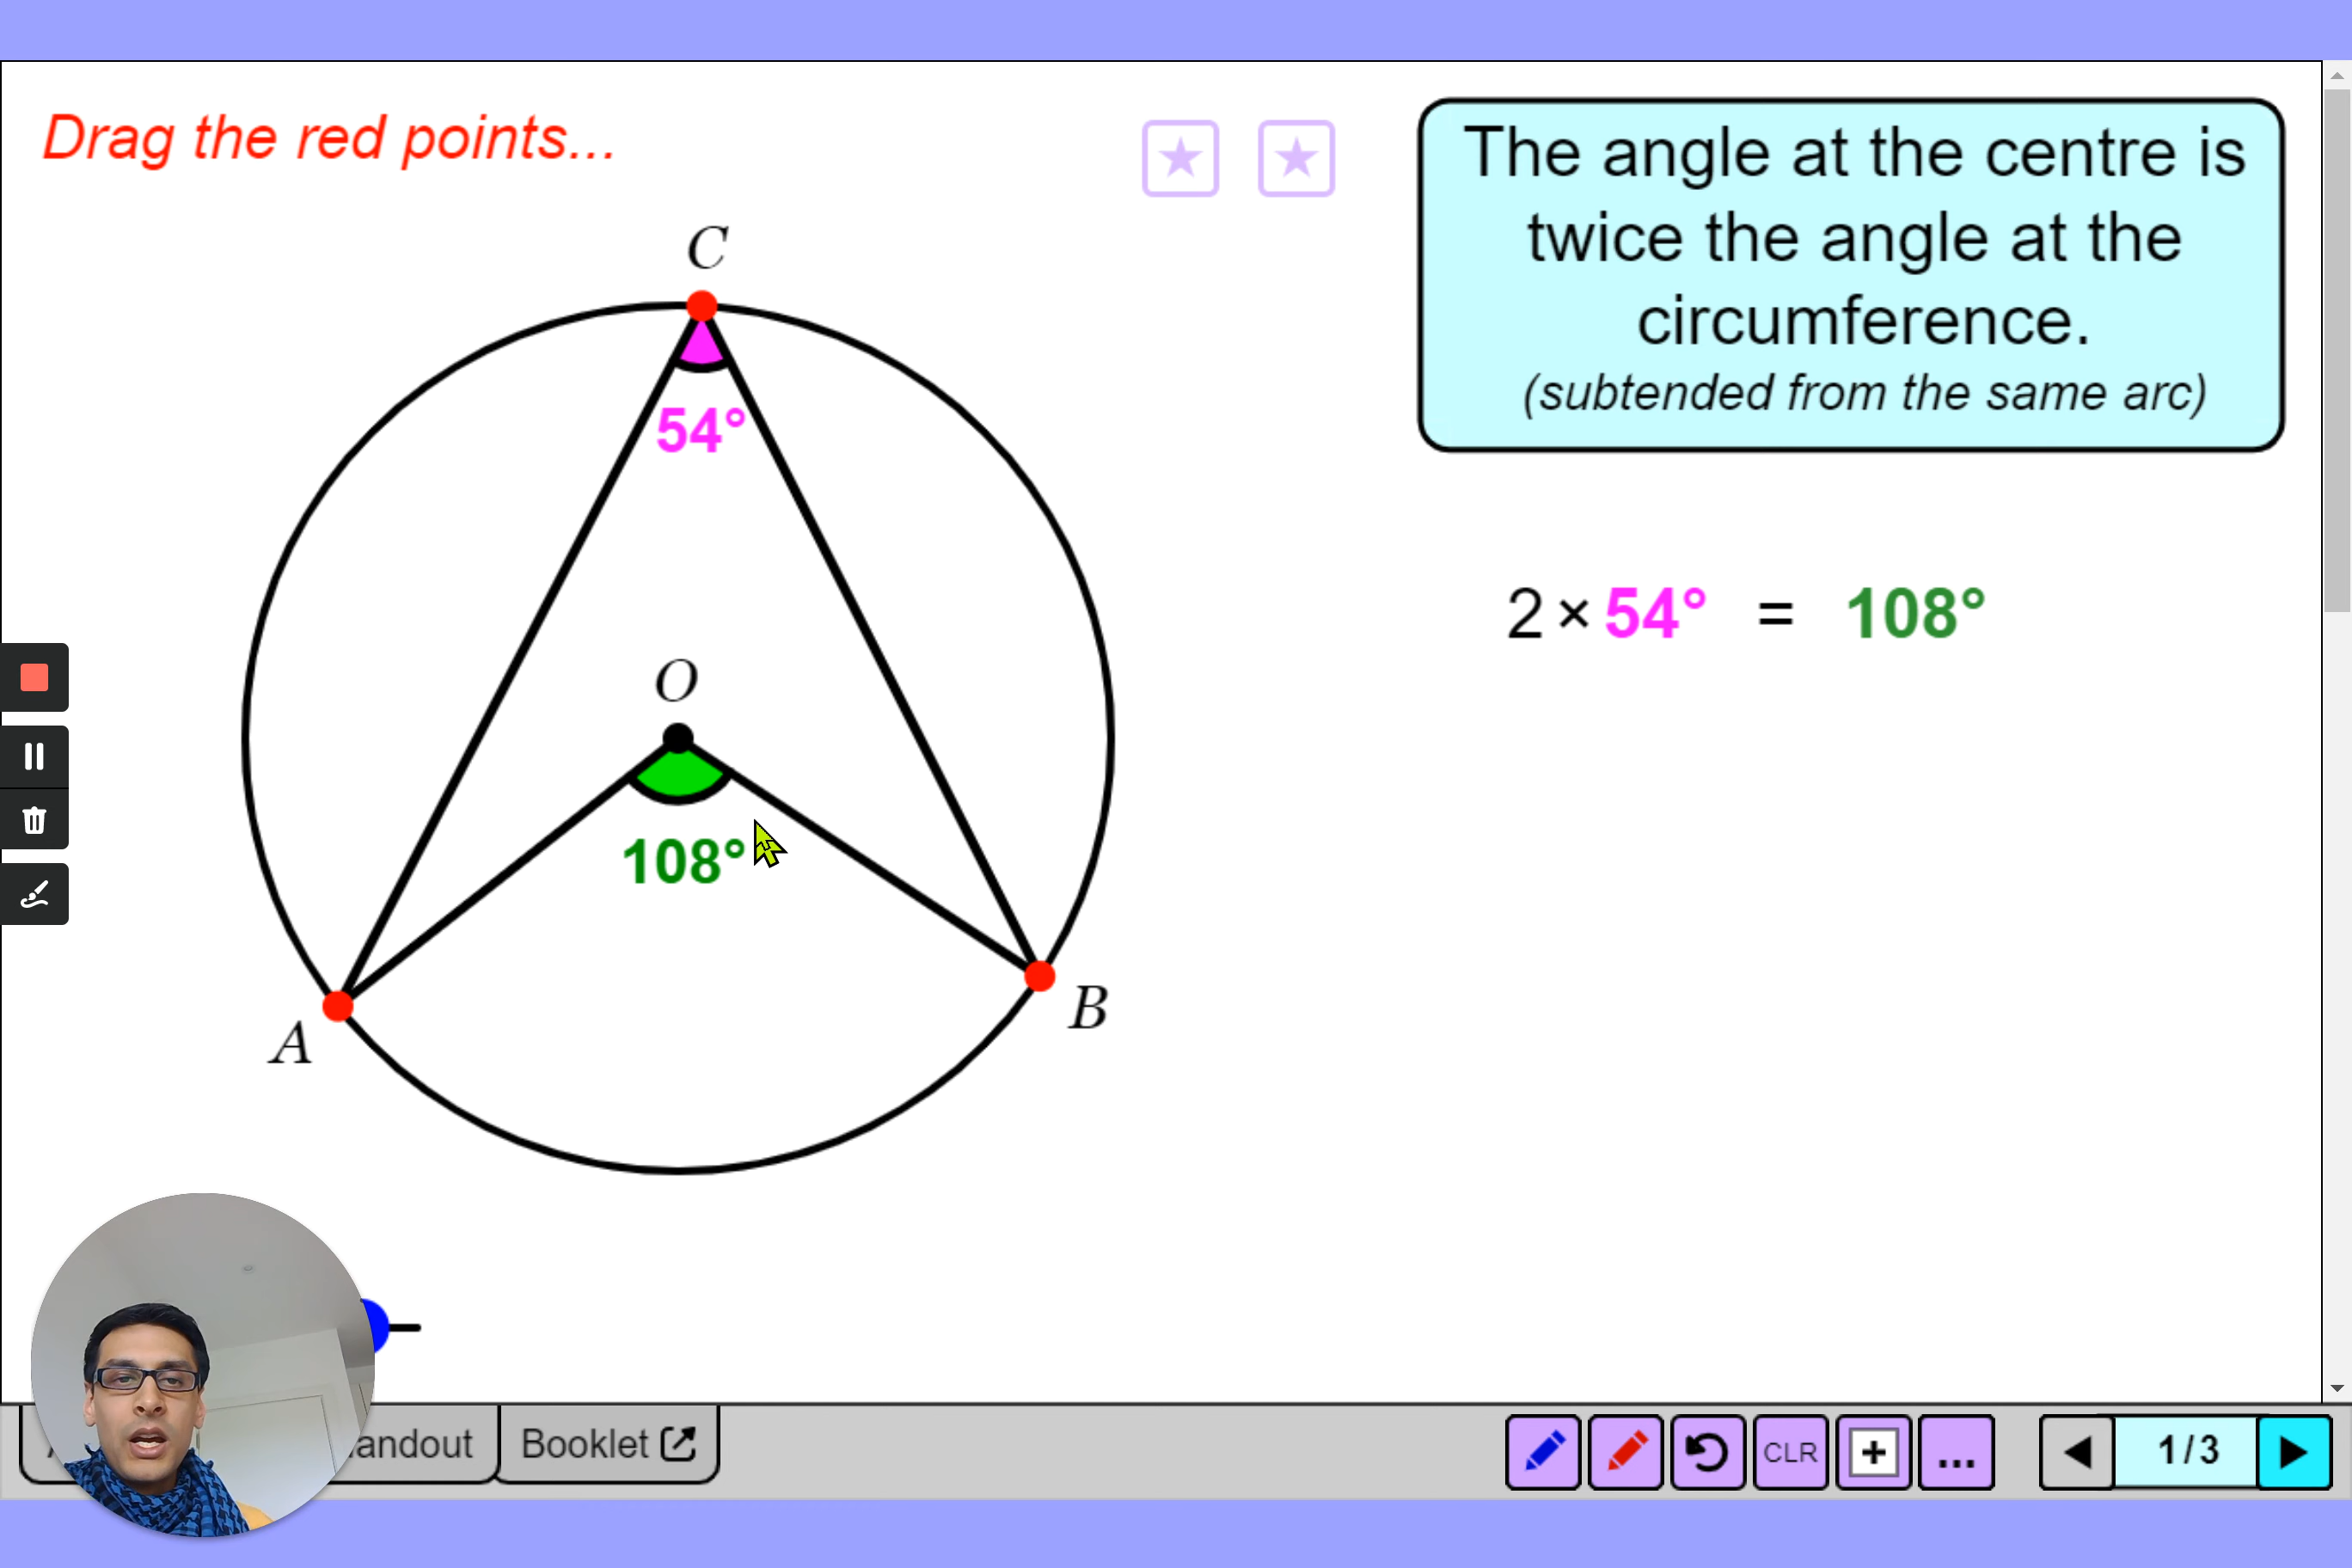 Drag the red points...
The angle at the centre is
twice the angle at the
circumference.
(subtended from the same arc)
C
54°
2 × 54° = 108°
O
108°
A
B
Booklet
CLR
...
1/3